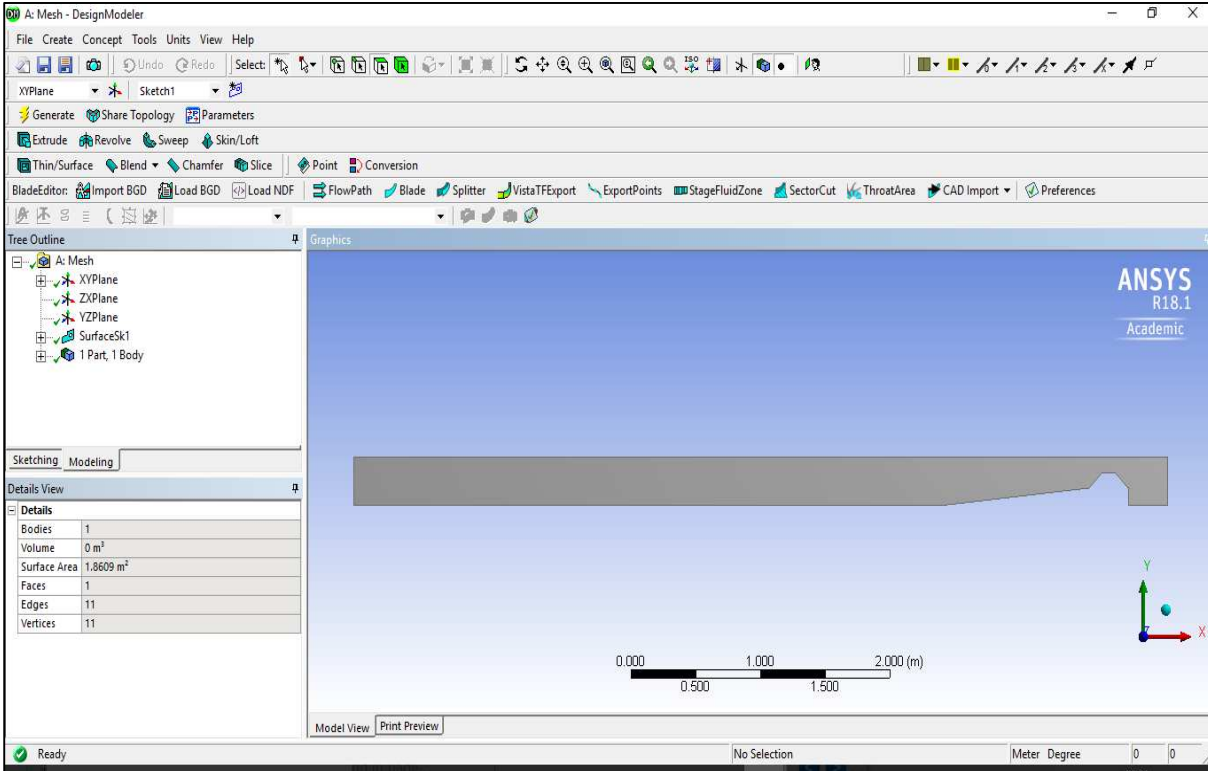 A: Mesh - DesignModeler
File Create Concept Tools Units View Help
Undo Redo Select: ISO
XYPlane Sketch1
Generate Share Topology Parameters
Extrude Revolve Sweep Skin/Loft
Thin/Surface Blend Chamfer Slice Point Conversion
BladeEditor: Import BGD Load BGD Load NDF FlowPath Blade Splitter VistaTFExport ExportPoints StageFluidZone SectorCut ThroatArea CAD Import Preferences
Tree Outline
A: Mesh
XYPlane
ZXPlane
YZPlane
SurfaceSk1
1 Part, 1 Body
Sketching Modeling
Details View
Details
Bodies 1
Volume 0 m³
Surface Area 1.8609 m²
Faces 1
Edges 11
Vertices 11
Graphics
ANSYS
R18.1
Academic
Y
Z X
0.000 1.000 2.000 (m)
0.500 1.500
Model View Print Preview
Ready No Selection Meter Degree 0 0